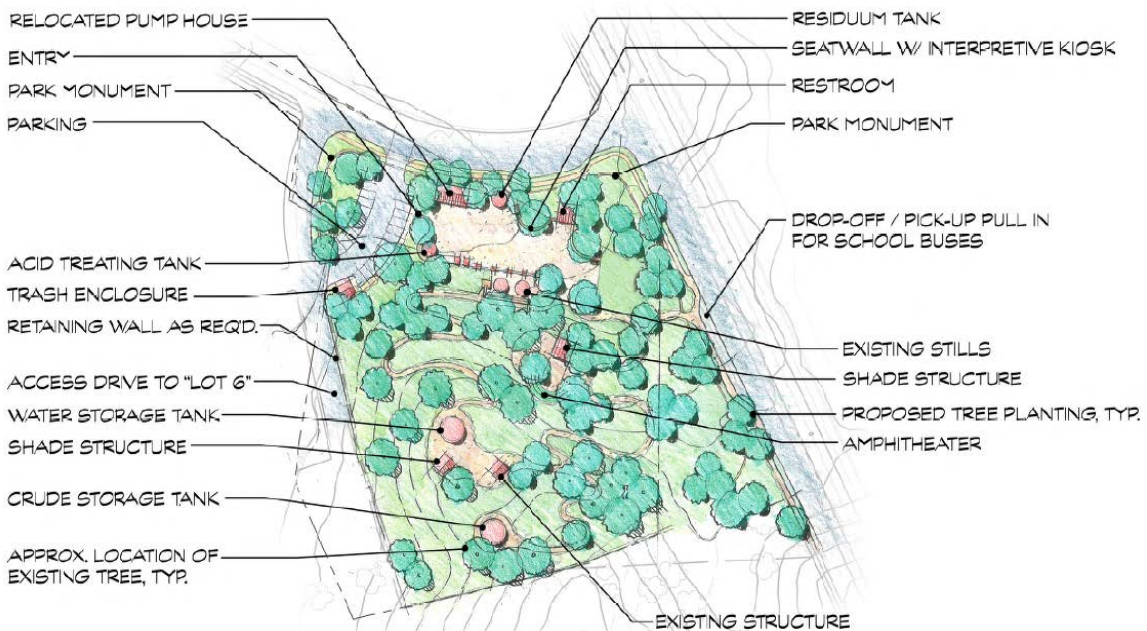 RELOCATED PUMP HOUSE
ENTRY
PARK MONUMENT
PARKING
ACID TREATING TANK
TRASH ENCLOSURE
RETAINING WALL AS REQ'D.
ACCESS DRIVE TO "LOT 6"
WATER STORAGE TANK
SHADE STRUCTURE
CRUDE STORAGE TANK
APPROX. LOCATION OF
EXISTING TREE, TYP.
RESIDUUM TANK
SEATWALL W/ INTERPRETIVE KIOSK
RESTROOM
PARK MONUMENT
DROP-OFF / PICK-UP PULL IN
FOR SCHOOL BUSES
EXISTING STILLS
SHADE STRUCTURE
PROPOSED TREE PLANTING, TYP.
AMPHITHEATER
EXISTING STRUCTURE